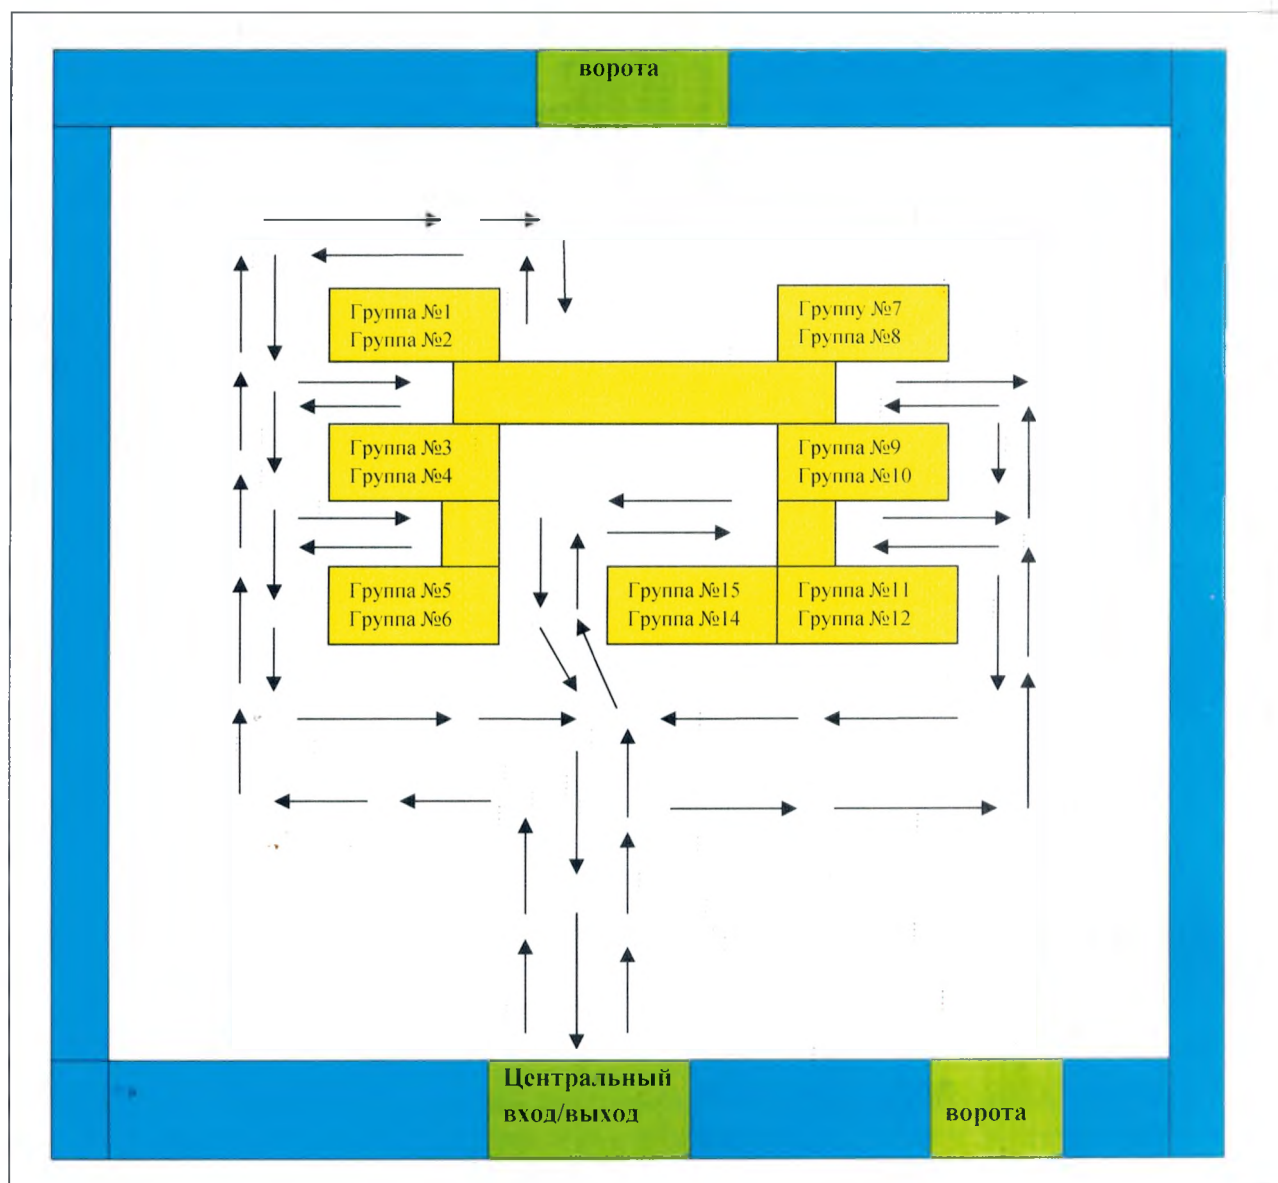 ворота
Группа №1
Группа №2
Группу №7
Группа №8
Группа №3
Группа №4
Группа №9
Группа №10
Группа №5
Группа №6
Группа №15
Группа №14
Группа №11
Группа №12
Центральный
вход/выход
ворота